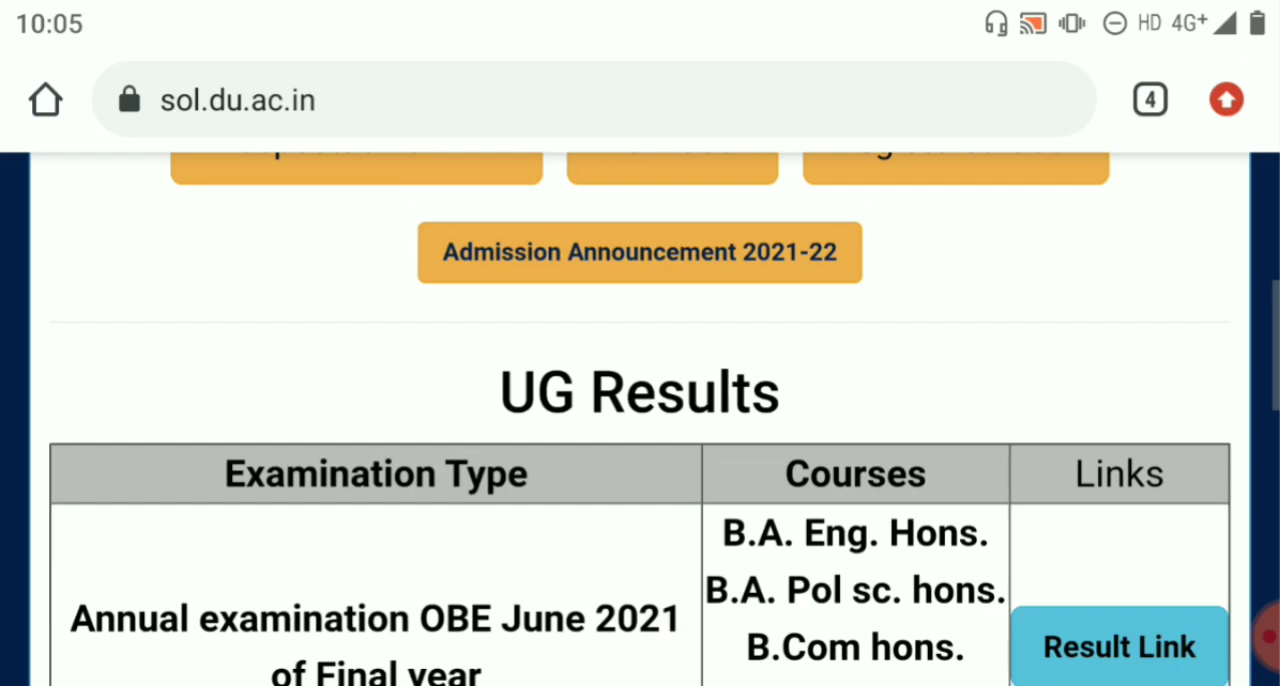 10:05
HD 4G+
sol.du.ac.in
4
Admission Announcement 2021-22
UG Results
Examination Type
Courses
Links
Annual examination OBE June 2021
of Final year
B.A. Eng. Hons.
B.A. Pol sc. hons.
B.Com hons.
Result Link